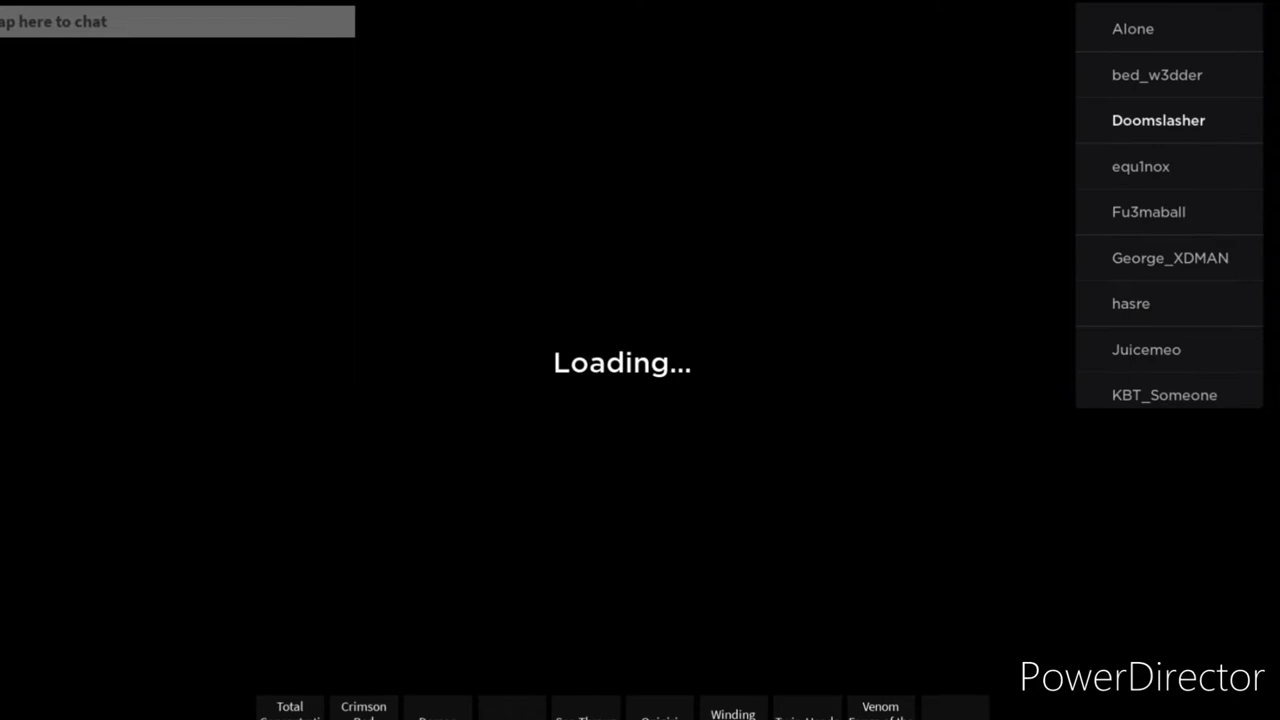 ap here to chat
Alone
bed_w3dder
Doomslasher
equ1nox
Fu3maball
George_XDMAN
hasre
Juicemeo
KBT_Someone
Loading...
PowerDirector
Total
Crimson
Winding
Venom